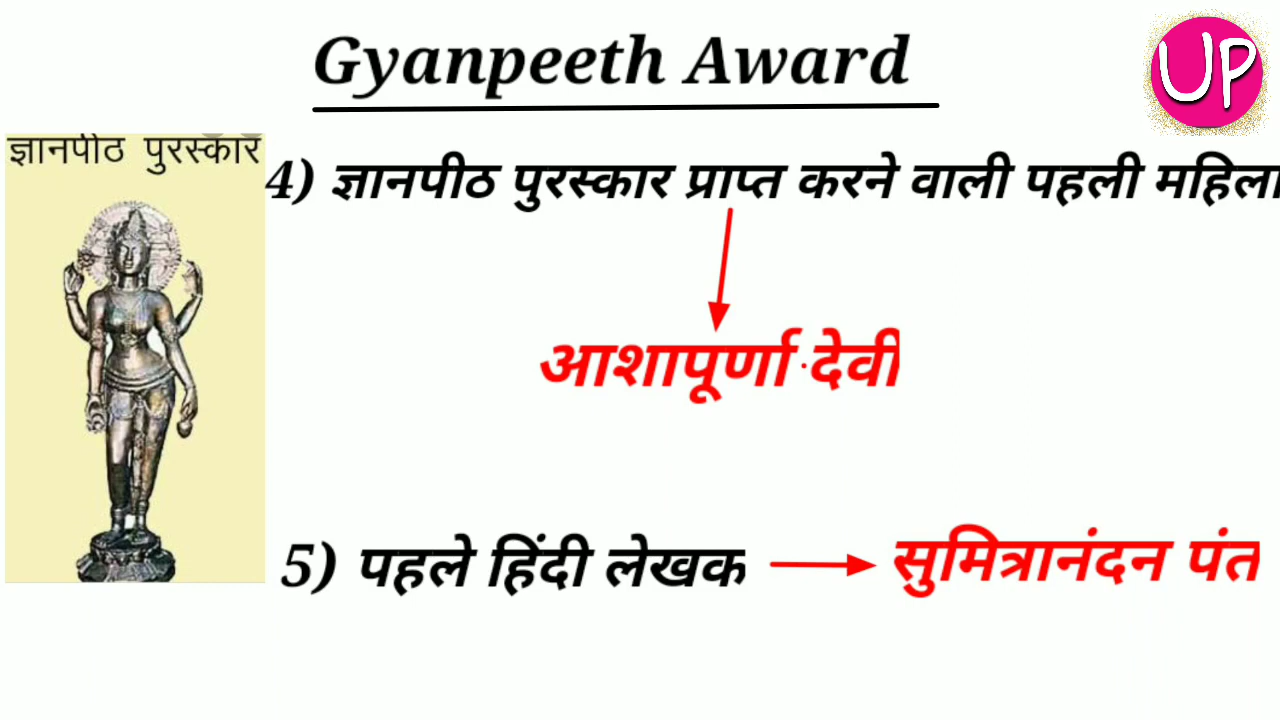 Gyanpeeth Award
UP
ज्ञानपीठ पुरस्कार
4) ज्ञानपीठ पुरस्कार प्राप्त करने वाली पहली महिला
आशापूर्णा देवी
5) पहले हिंदी लेखक
सुमित्रानंदन पंत